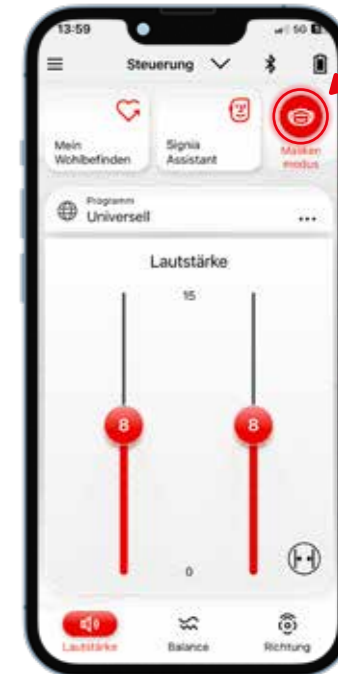 13:59
5G
Steuerung
Mein
Wohlbefinden
Signia
Assistant
Masken
modus
Programm
Universell
...
Lautstärke
15
8
8
0
Lautstärke
Balance
Richtung